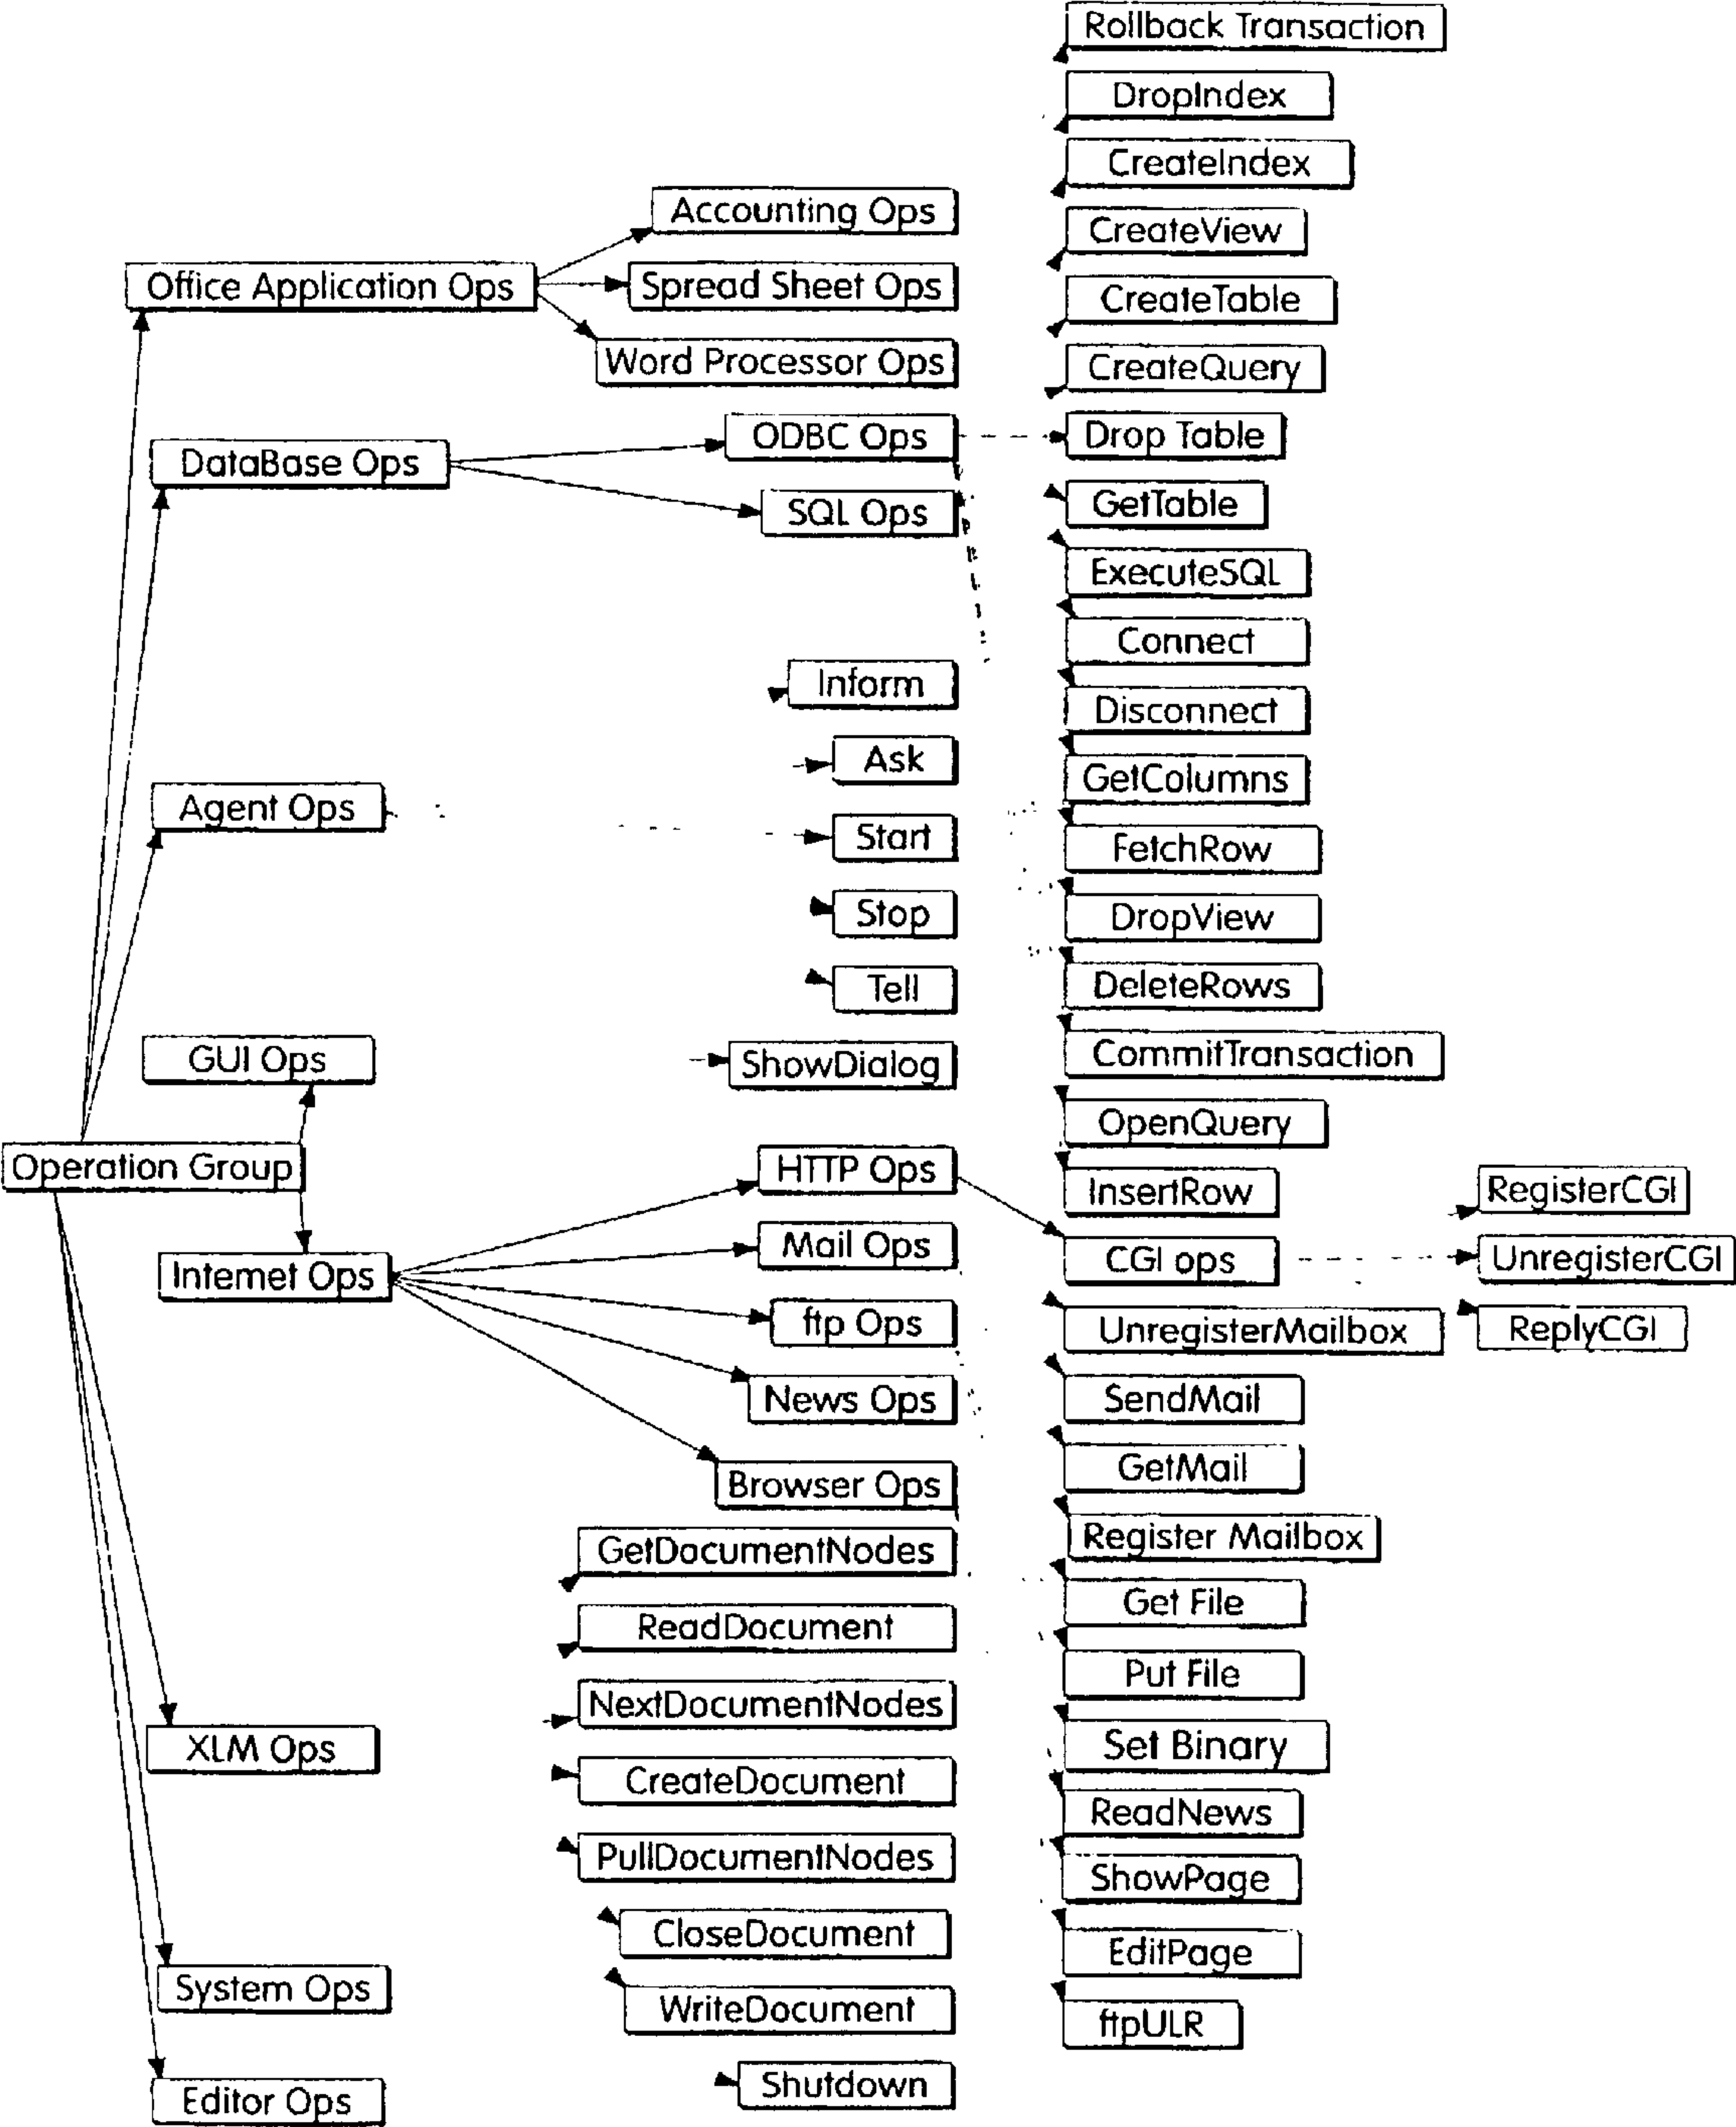 Operation Group
Office Application Ops
DataBase Ops
Agent Ops
GUI Ops
Internet Ops
XLM Ops
System Ops
Editor Ops
Accounting Ops
Spread Sheet Ops
Word Processor Ops
ODBC Ops
SQL Ops
Inform
Ask
Start
Stop
Tell
ShowDialog
HTTP Ops
Mail Ops
ftp Ops
News Ops
Browser Ops
GetDocumentNodes
ReadDocument
NextDocumentNodes
CreateDocument
PullDocumentNodes
CloseDocument
WriteDocument
Shutdown
Rollback Transaction
DropIndex
CreateIndex
CreateView
CreateTable
CreateQuery
Drop Table
GetTable
ExecuteSQL
Connect
Disconnect
GetColumns
FetchRow
DropView
DeleteRows
CommitTransaction
OpenQuery
InsertRow
CGI ops
UnregisterMailbox
SendMail
GetMail
Register Mailbox
Get File
Put File
Set Binary
ReadNews
ShowPage
EditPage
ftpULR
RegisterCGI
UnregisterCGI
ReplyCGI